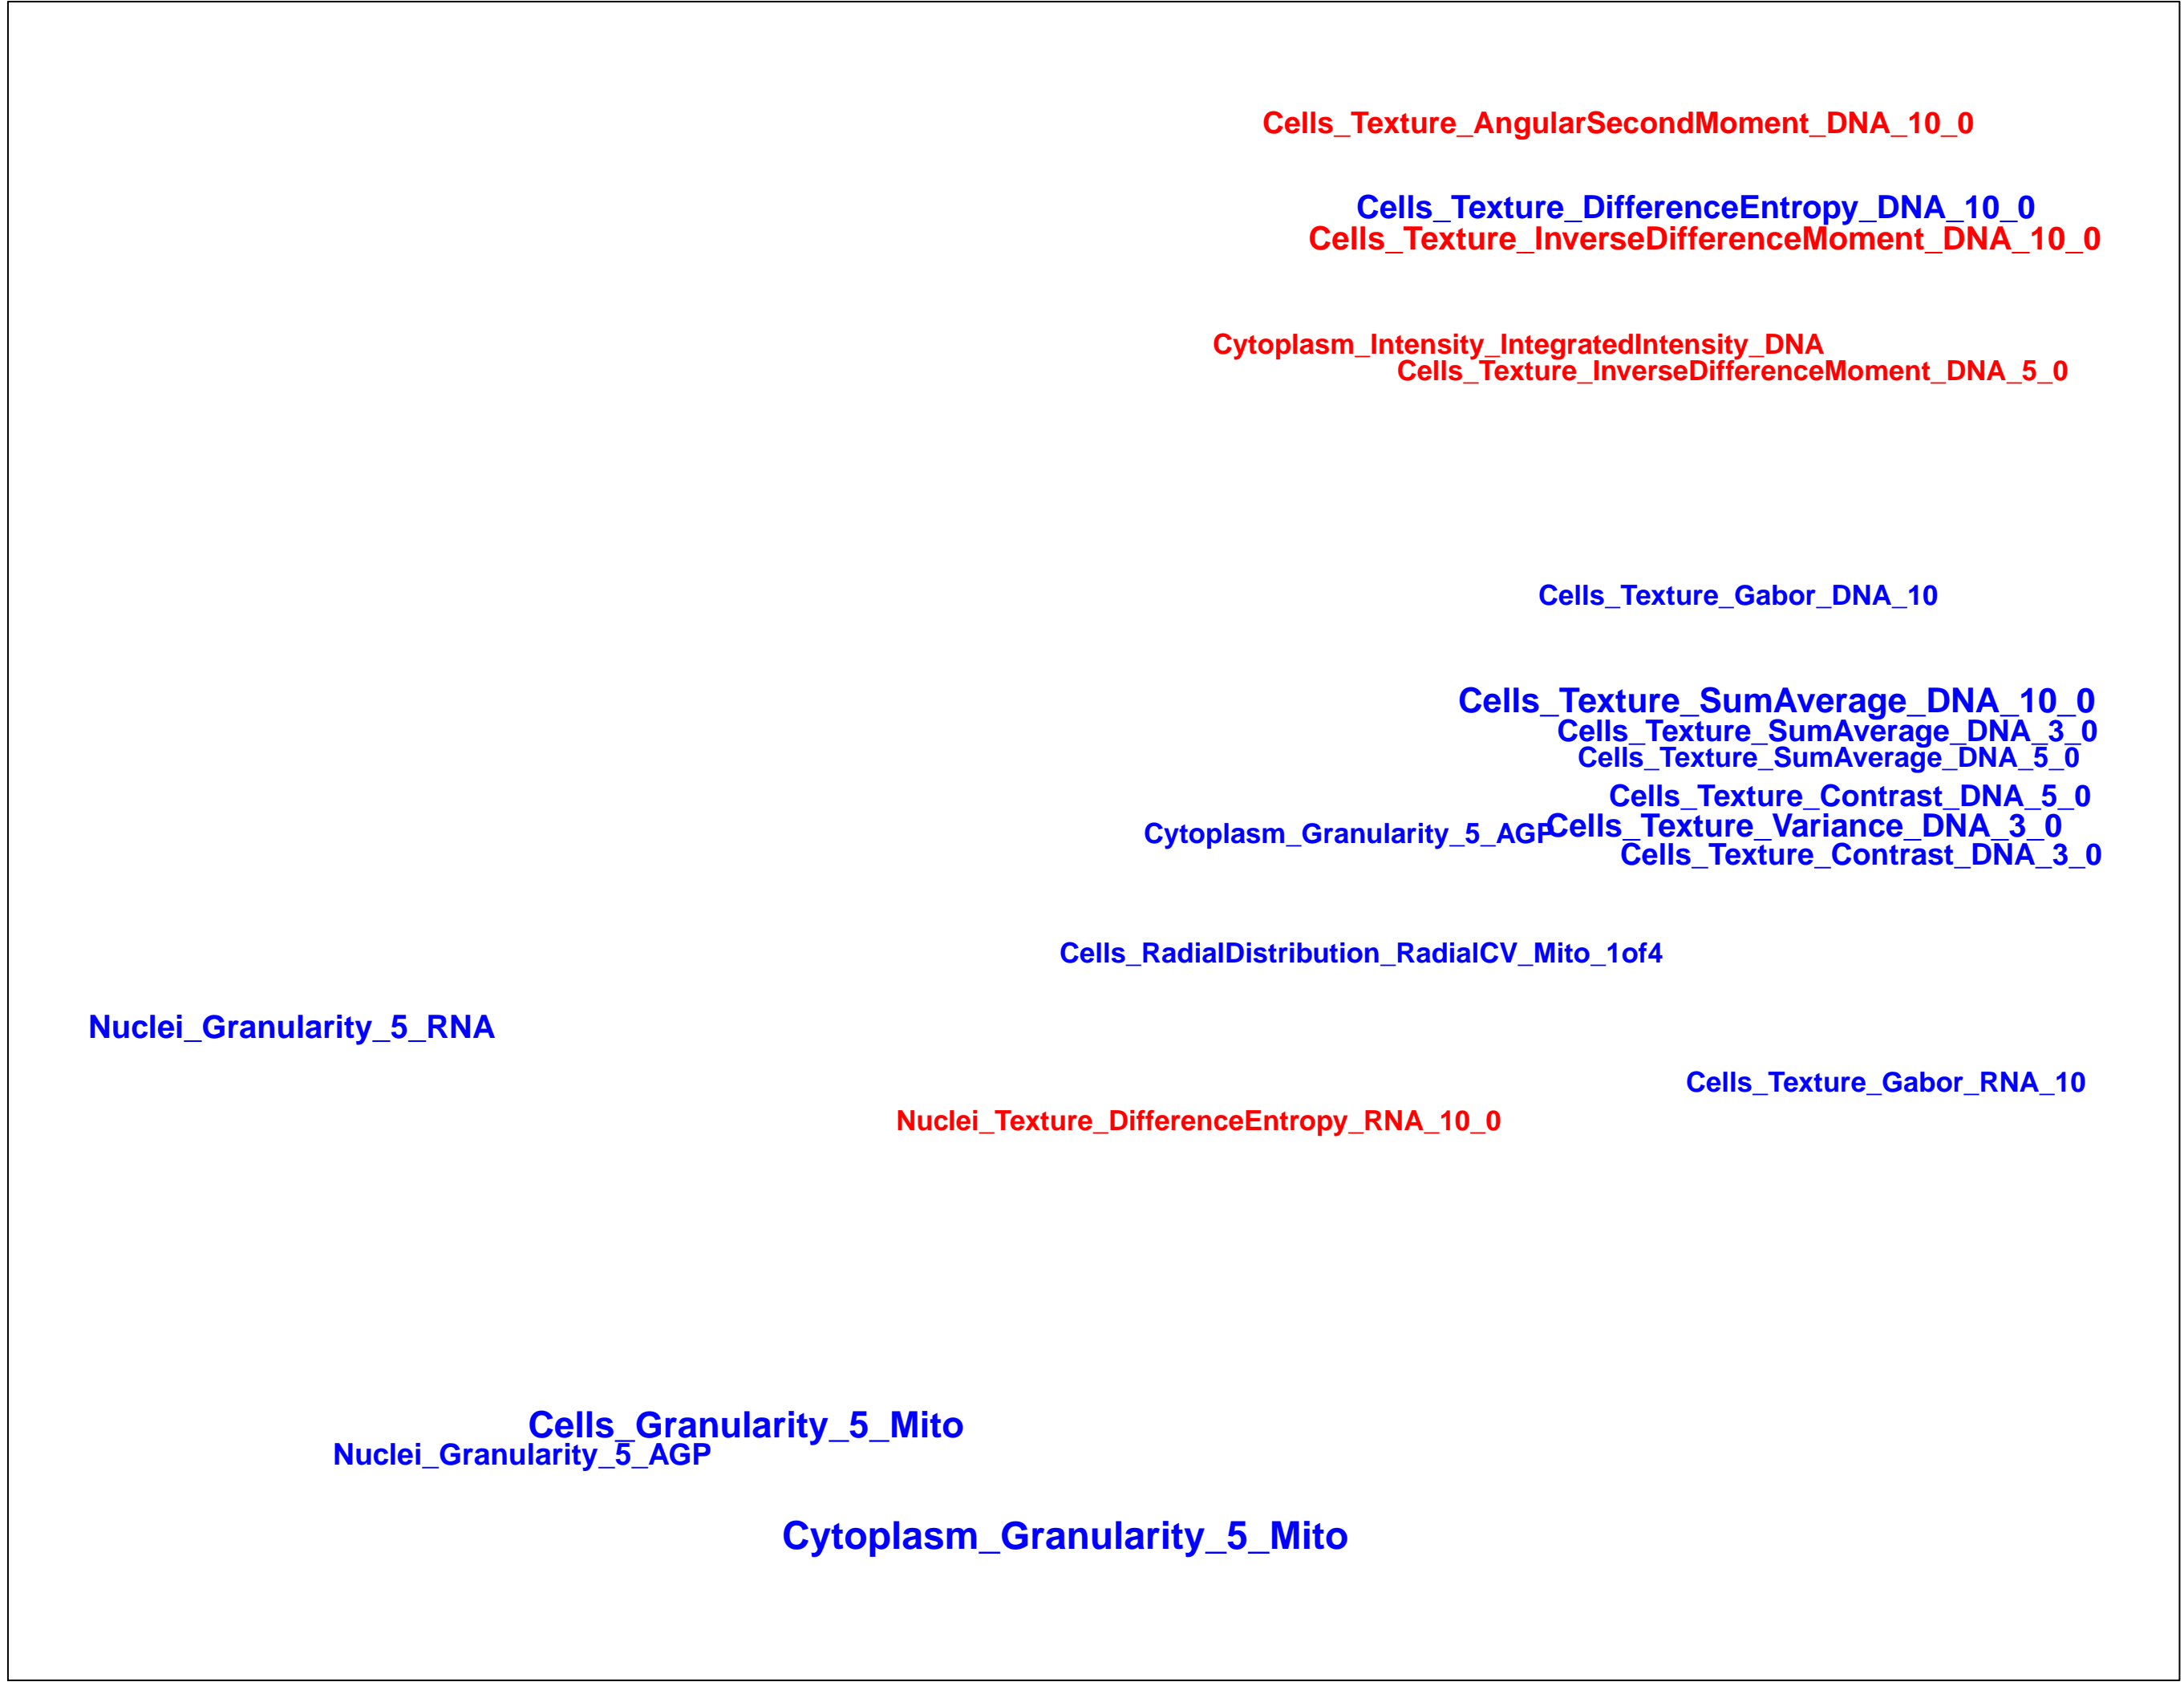 Cells_Texture_AngularSecondMoment_DNA_10_0
Cells_Texture_DifferenceEntropy_DNA_10_0
Cells_Texture_InverseDifferenceMoment_DNA_10_0
Cytoplasm_Intensity_IntegratedIntensity_DNA
Cells_Texture_InverseDifferenceMoment_DNA_5_0
Cells_Texture_Gabor_DNA_10
Cells_Texture_SumAverage_DNA_10_0
Cells_Texture_SumAverage_DNA_3_0
Cells_Texture_SumAverage_DNA_5_0
Cells_Texture_Contrast_DNA_5_0
Cells_Texture_Variance_DNA_3_0
Cytoplasm_Granularity_5_AGP
Cells_Texture_Contrast_DNA_3_0
Cells_RadialDistribution_RadialCV_Mito_1of4
Nuclei_Granularity_5_RNA
Cells_Texture_Gabor_RNA_10
Nuclei_Texture_DifferenceEntropy_RNA_10_0
Cells_Granularity_5_Mito
Nuclei_Granularity_5_AGP
Cytoplasm_Granularity_5_Mito